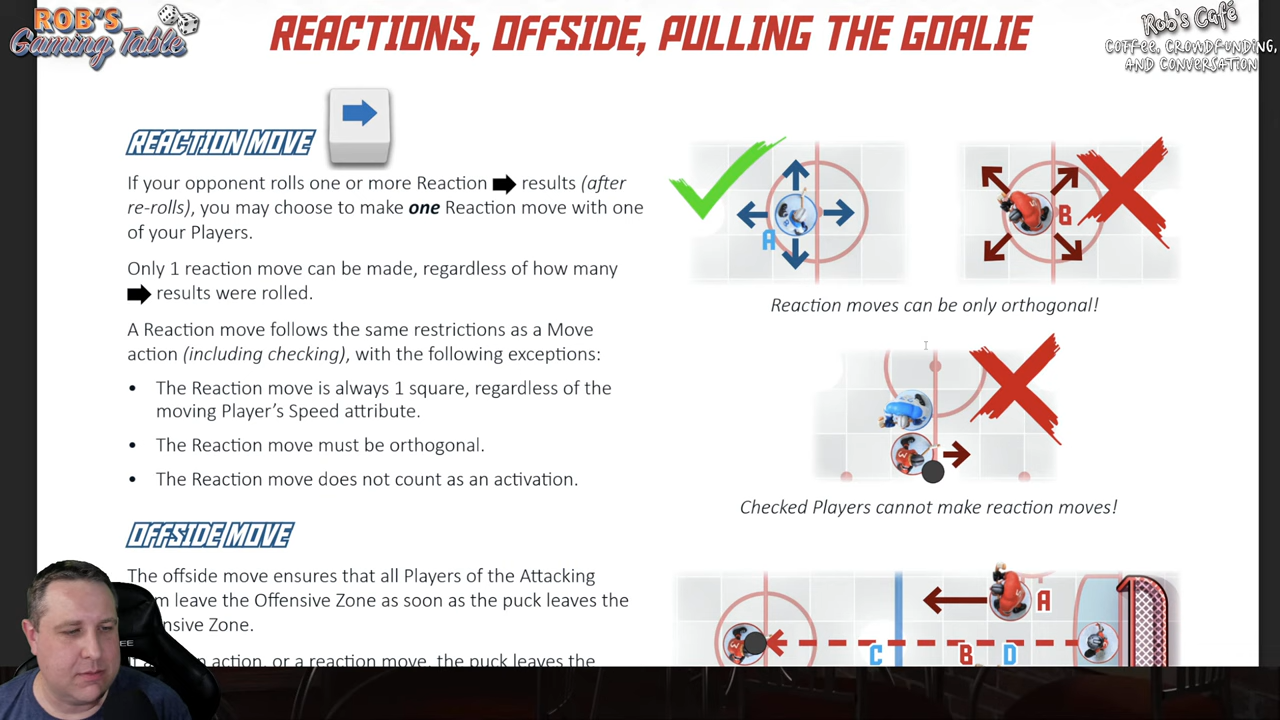 ROB'S
Gaming Table
REACTIONS, OFFSIDE, PULLING THE GOALIE
Rob's Café
COFFEE, CROWDFUNDING,
AND CONVERSATION
REACTION MOVE
If your opponent rolls one or more Reaction results (after
re-rolls), you may choose to make one Reaction move with one
of your Players.
Only 1 reaction move can be made, regardless of how many
results were rolled.
A Reaction move follows the same restrictions as a Move
action (including checking), with the following exceptions:
• The Reaction move is always 1 square, regardless of the
moving Player's Speed attribute.
• The Reaction move must be orthogonal.
• The Reaction move does not count as an activation.
OFFSIDE MOVE
The offside move ensures that all Players of the Attacking
leave the Offensive Zone as soon as the puck leaves the
Zone.
action, or a reaction move, the puck leaves the
A
B
Reaction moves can be only orthogonal!
3
Checked Players cannot make reaction moves!
A
C
B
D